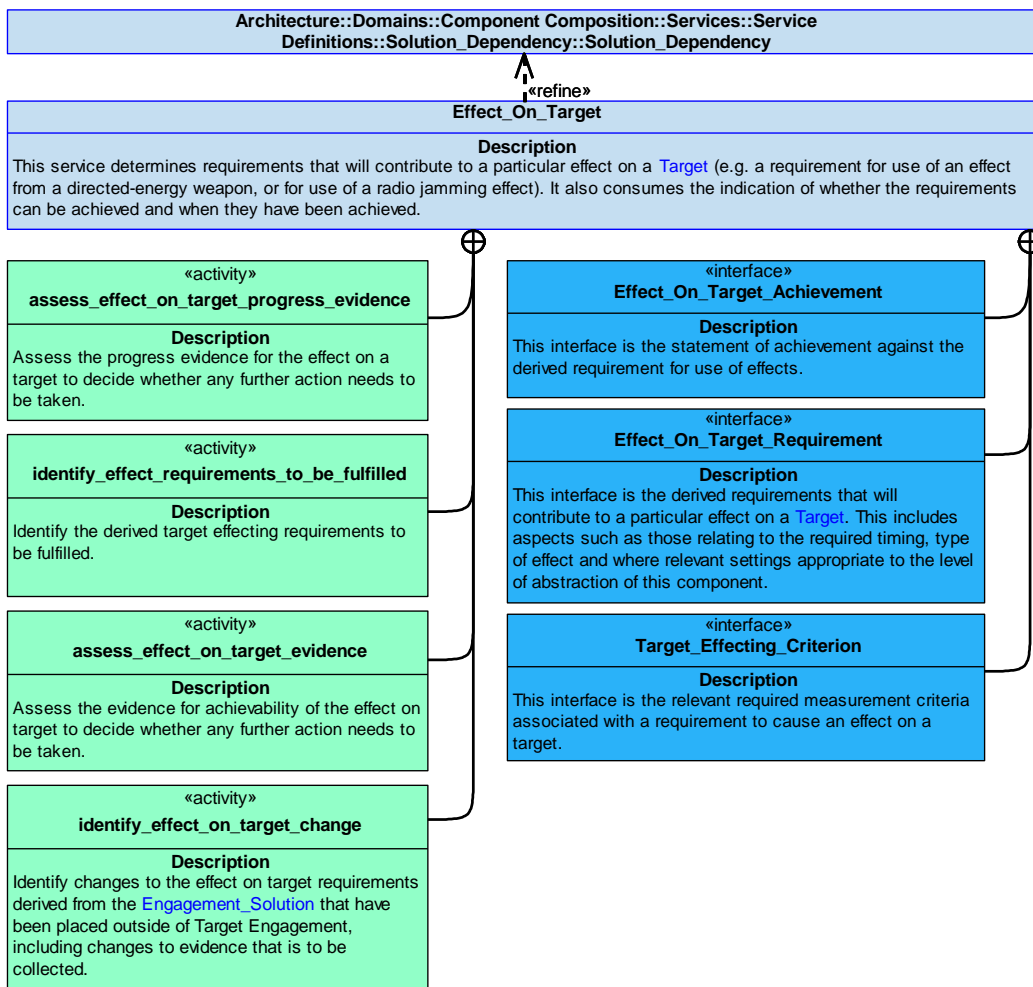 Architecture::Domains::Component Composition::Services::Service
Definitions::Solution_Dependency::Solution_Dependency
«refine»
Effect_On_Target
Description
This service determines requirements that will contribute to a particular effect on a Target (e.g. a requirement for use of an effect
from a directed-energy weapon, or for use of a radio jamming effect). It also consumes the indication of whether the requirements
can be achieved and when they have been achieved.
«activity»
assess_effect_on_target_progress_evidence
Description
Assess the progress evidence for the effect on a
target to decide whether any further action needs to
be taken.
«activity»
identify_effect_requirements_to_be_fulfilled
Description
Identify the derived target effecting requirements to
be fulfilled.
«activity»
assess_effect_on_target_evidence
Description
Assess the evidence for achievability of the effect on
target to decide whether any further action needs to
be taken.
«activity»
identify_effect_on_target_change
Description
Identify changes to the effect on target requirements
derived from the Engagement_Solution that have
been placed outside of Target Engagement,
including changes to evidence that is to be
collected.
«interface»
Effect_On_Target_Achievement
Description
This interface is the statement of achievement against the
derived requirement for use of effects.
«interface»
Effect_On_Target_Requirement
Description
This interface is the derived requirements that will
contribute to a particular effect on a Target. This includes
aspects such as those relating to the required timing, type
of effect and where relevant settings appropriate to the level
of abstraction of this component.
«interface»
Target_Effecting_Criterion
Description
This interface is the relevant required measurement criteria
associated with a requirement to cause an effect on a
target.